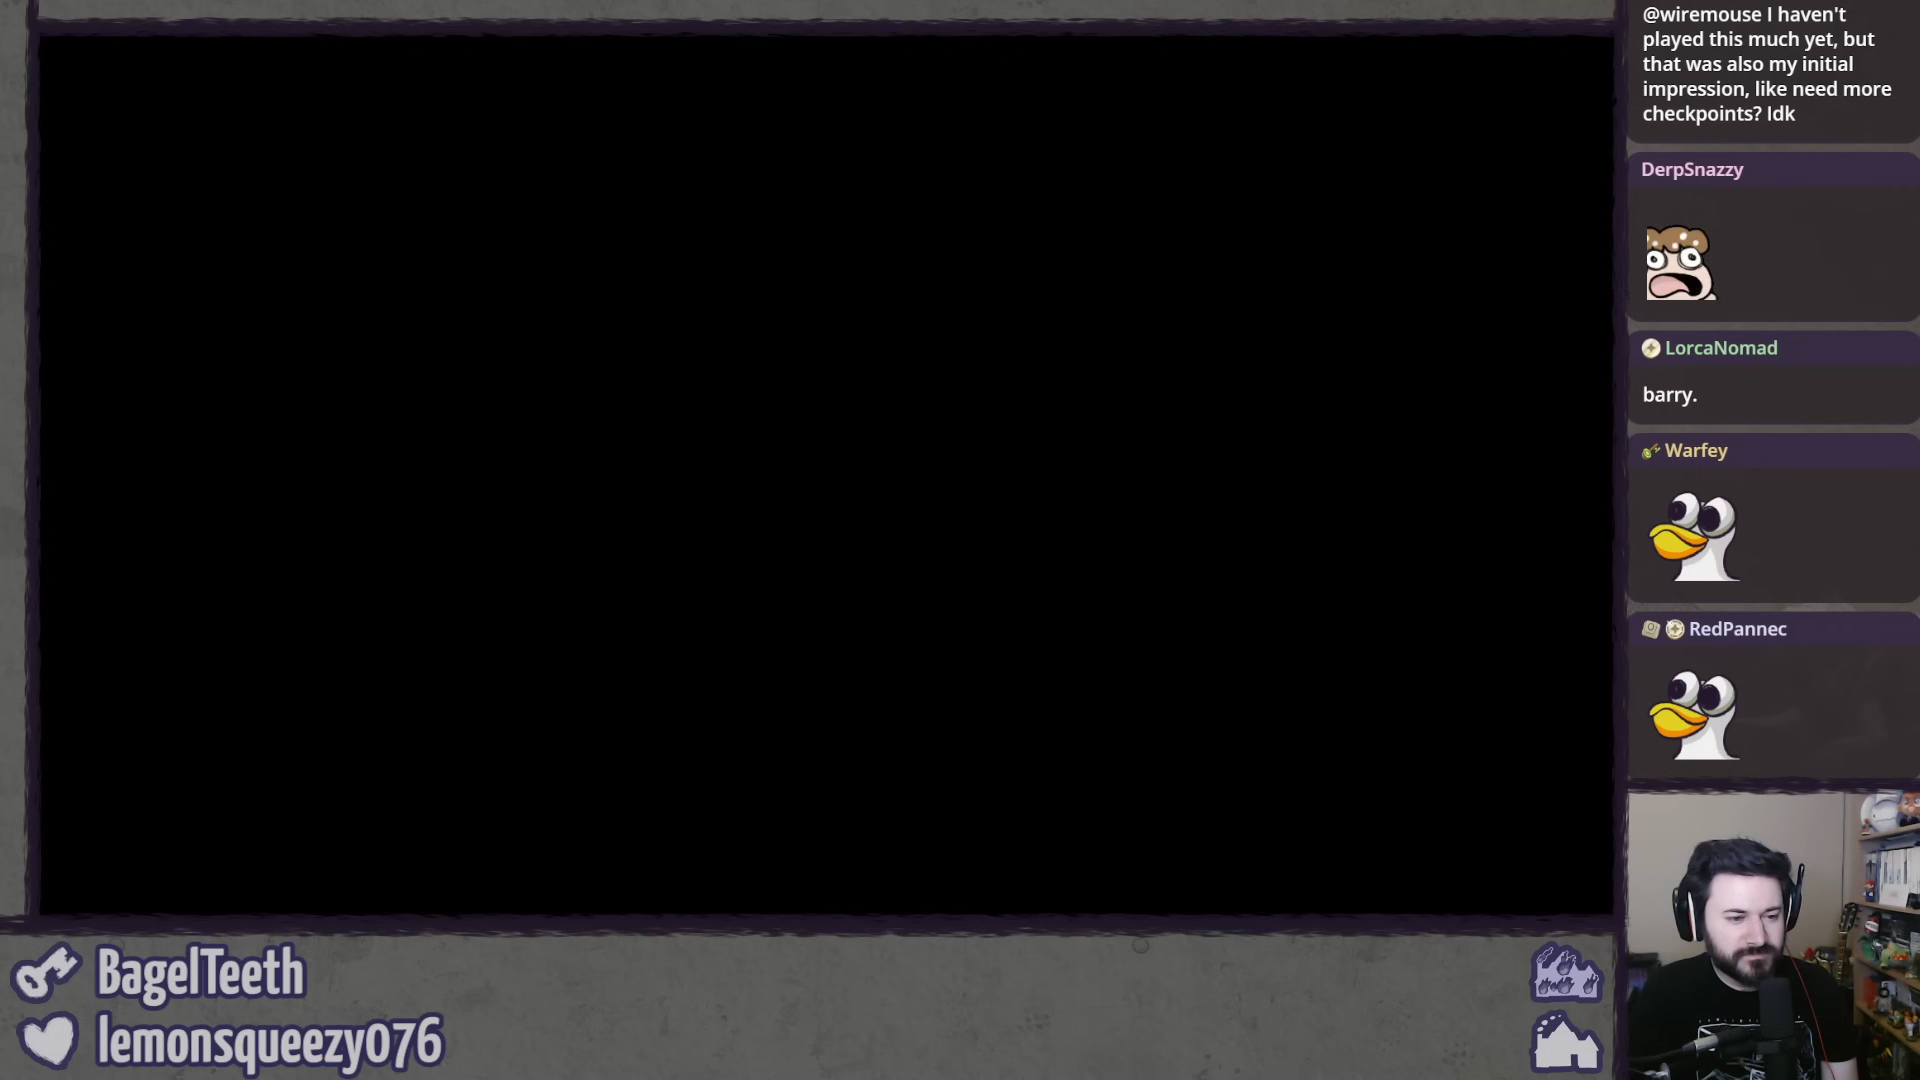 @wiremouse I haven't
played this much yet, but
that was also my initial
impression, like need more
checkpoints? Idk
DerpSnazzy
LorcaNomad
barry.
Warfey
RedPannec
BagelTeeth
lemonsqueezy076